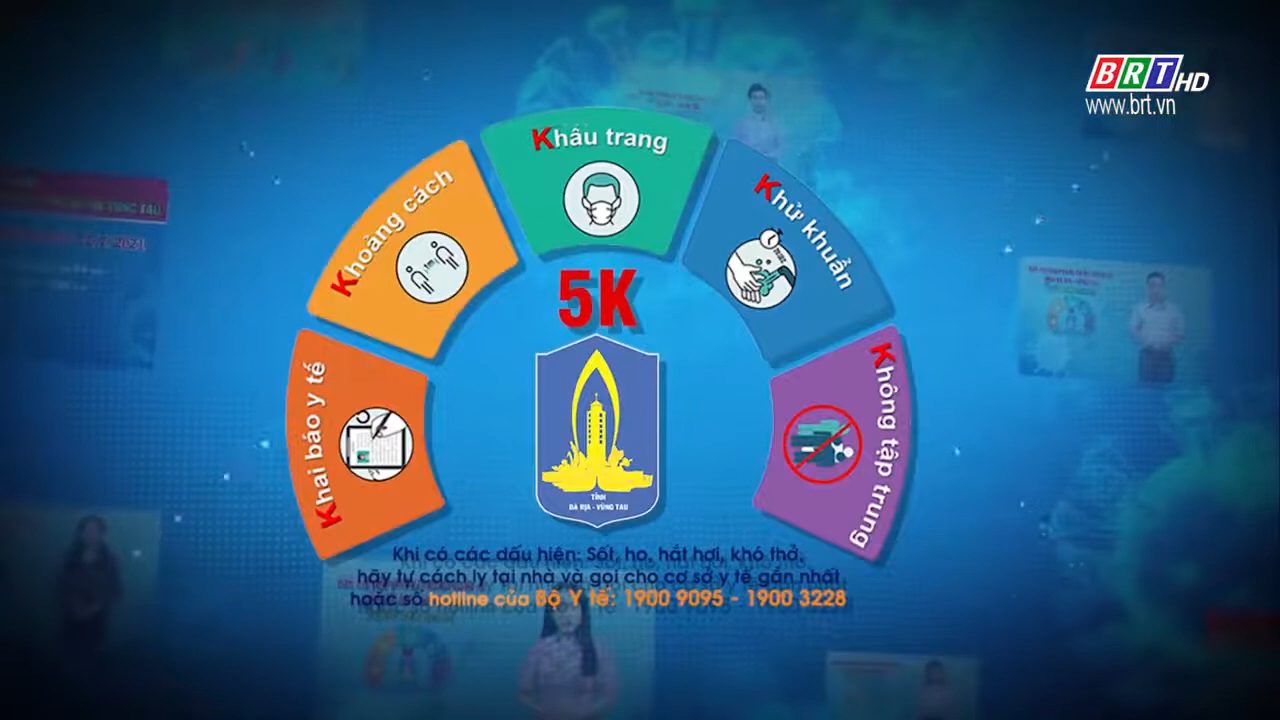 BRT HD
www.brt.vn
Khẩu trang
Khoảng cách
Khử khuẩn
Khai báo y tế
Không tập trung
5K
TỈNH
BÀ RỊA - VŨNG TÀU
Khi có các dấu hiện: Sốt, ho, hắt hơi, khó thở,
hãy tự cách ly tại nhà và gọi cho cơ sở y tế gần nhất
hoặc số hotline của Bộ Y tế: 1900 9095 - 1900 3228
VŨNG TÀU